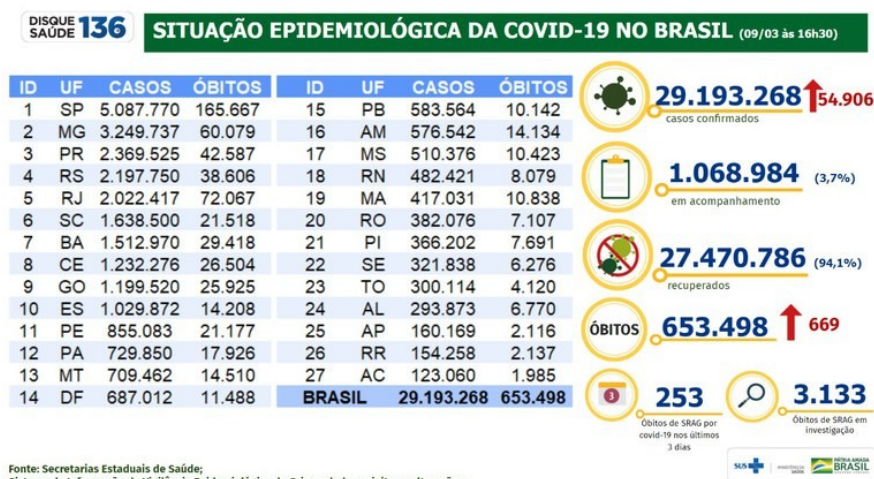 DISQUE
SAÚDE 136
SITUAÇÃO EPIDEMIOLÓGICA DA COVID-19 NO BRASIL (09/03 às 16h30)
ID UF CASOS ÓBITOS ID UF CASOS ÓBITOS
1 SP 5.087.770 165.667 15 PB 583.564 10.142
2 MG 3.249.737 60.079 16 AM 576.542 14.134
3 PR 2.369.525 42.587 17 MS 510.376 10.423
4 RS 2.197.750 38.606 18 RN 482.421 8.079
5 RJ 2.022.417 72.067 19 MA 417.031 10.838
6 SC 1.638.500 21.518 20 RO 382.076 7.107
7 BA 1.512.970 29.418 21 PI 366.202 7.691
8 CE 1.232.276 26.504 22 SE 321.838 6.276
9 GO 1.199.520 25.925 23 TO 300.114 4.120
10 ES 1.029.872 14.208 24 AL 293.873 6.770
11 PE 855.083 21.177 25 AP 160.169 2.116
12 PA 729.850 17.926 26 RR 154.258 2.137
13 MT 709.462 14.510 27 AC 123.060 1.985
14 DF 687.012 11.488 BRASIL 29.193.268 653.498
29.193.268 54.906
casos confirmados
1.068.984 (3,7%)
em acompanhamento
27.470.786 (94,1%)
recuperados
ÓBITOS 653.498 669
3
253
Óbitos de SRAG por
covid-19 nos últimos
3 dias
3.133
Óbitos de SRAG em
investigação
Fonte: Secretarias Estaduais de Saúde;
SUS
PÁTRIA AMADA
BRASIL